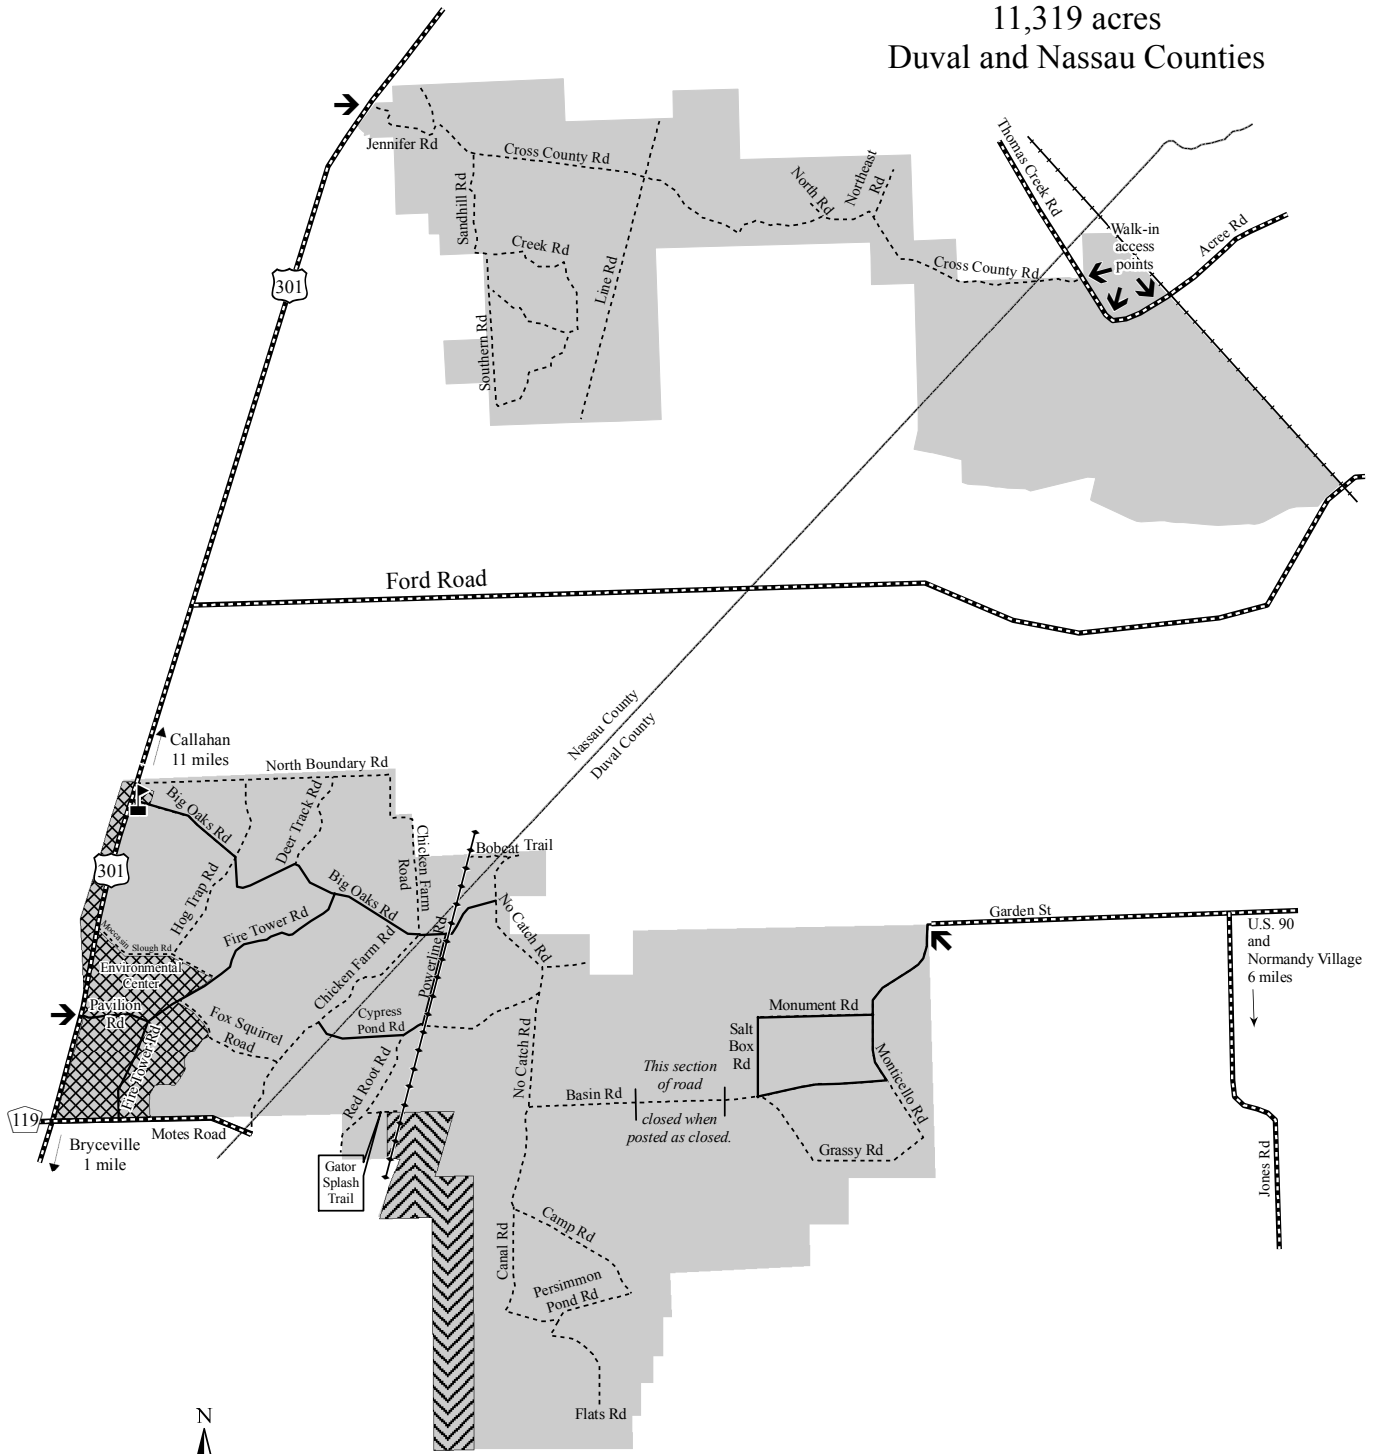 11,319 acres
Duval and Nassau Counties
Jennifer Rd
Cross County Rd
Sandhill Rd
Creek Rd
Line Rd
Southern Rd
North Rd
Northeast
Rd
Cross County Rd
Thomas Creek Rd
Walk-in
access
points
Acree Rd
301
Ford Road
Nassau County
Duval County
Callahan
11 miles
North Boundary Rd
Big Oaks Rd
Deer Track Rd
Chicken Farm
Road
Bobcat Trail
301
Hog Trap Rd
Big Oaks Rd
No Catch Rd
Fire Tower Rd
Moccasin Slough Rd
Environmental
Center
Chicken Farm Rd
Powerline Rd
Pavilion
Rd
Fox Squirrel
Road
Cypress
Pond Rd
Fire Tower Rd
Red Root Rd
No Catch Rd
119
Motes Road
Bryceville
1 mile
Gator
Splash
Trail
Basin Rd
This section
of road
closed when
posted as closed.
Salt
Box
Rd
Monument Rd
Monticello Rd
Grassy Rd
Garden St
U.S. 90
and
Normandy Village
6 miles
Jones Rd
Canal Rd
Camp Rd
Persimmon
Pond Rd
Flats Rd
N